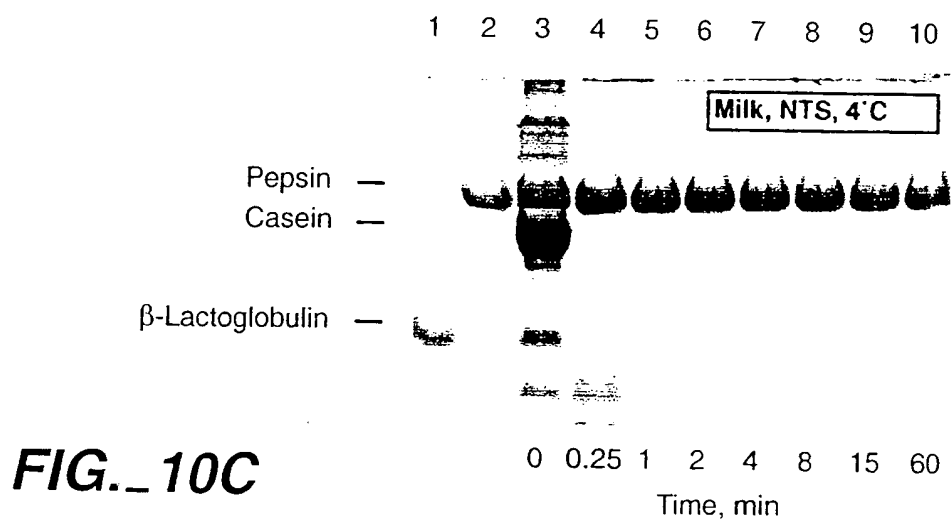 1 2 3 4 5 6 7 8 9 10
Milk, NTS, 4°C
Pepsin —
Casein —
β-Lactoglobulin —
0 0.25 1 2 4 8 15 60
Time, min
FIG._10C